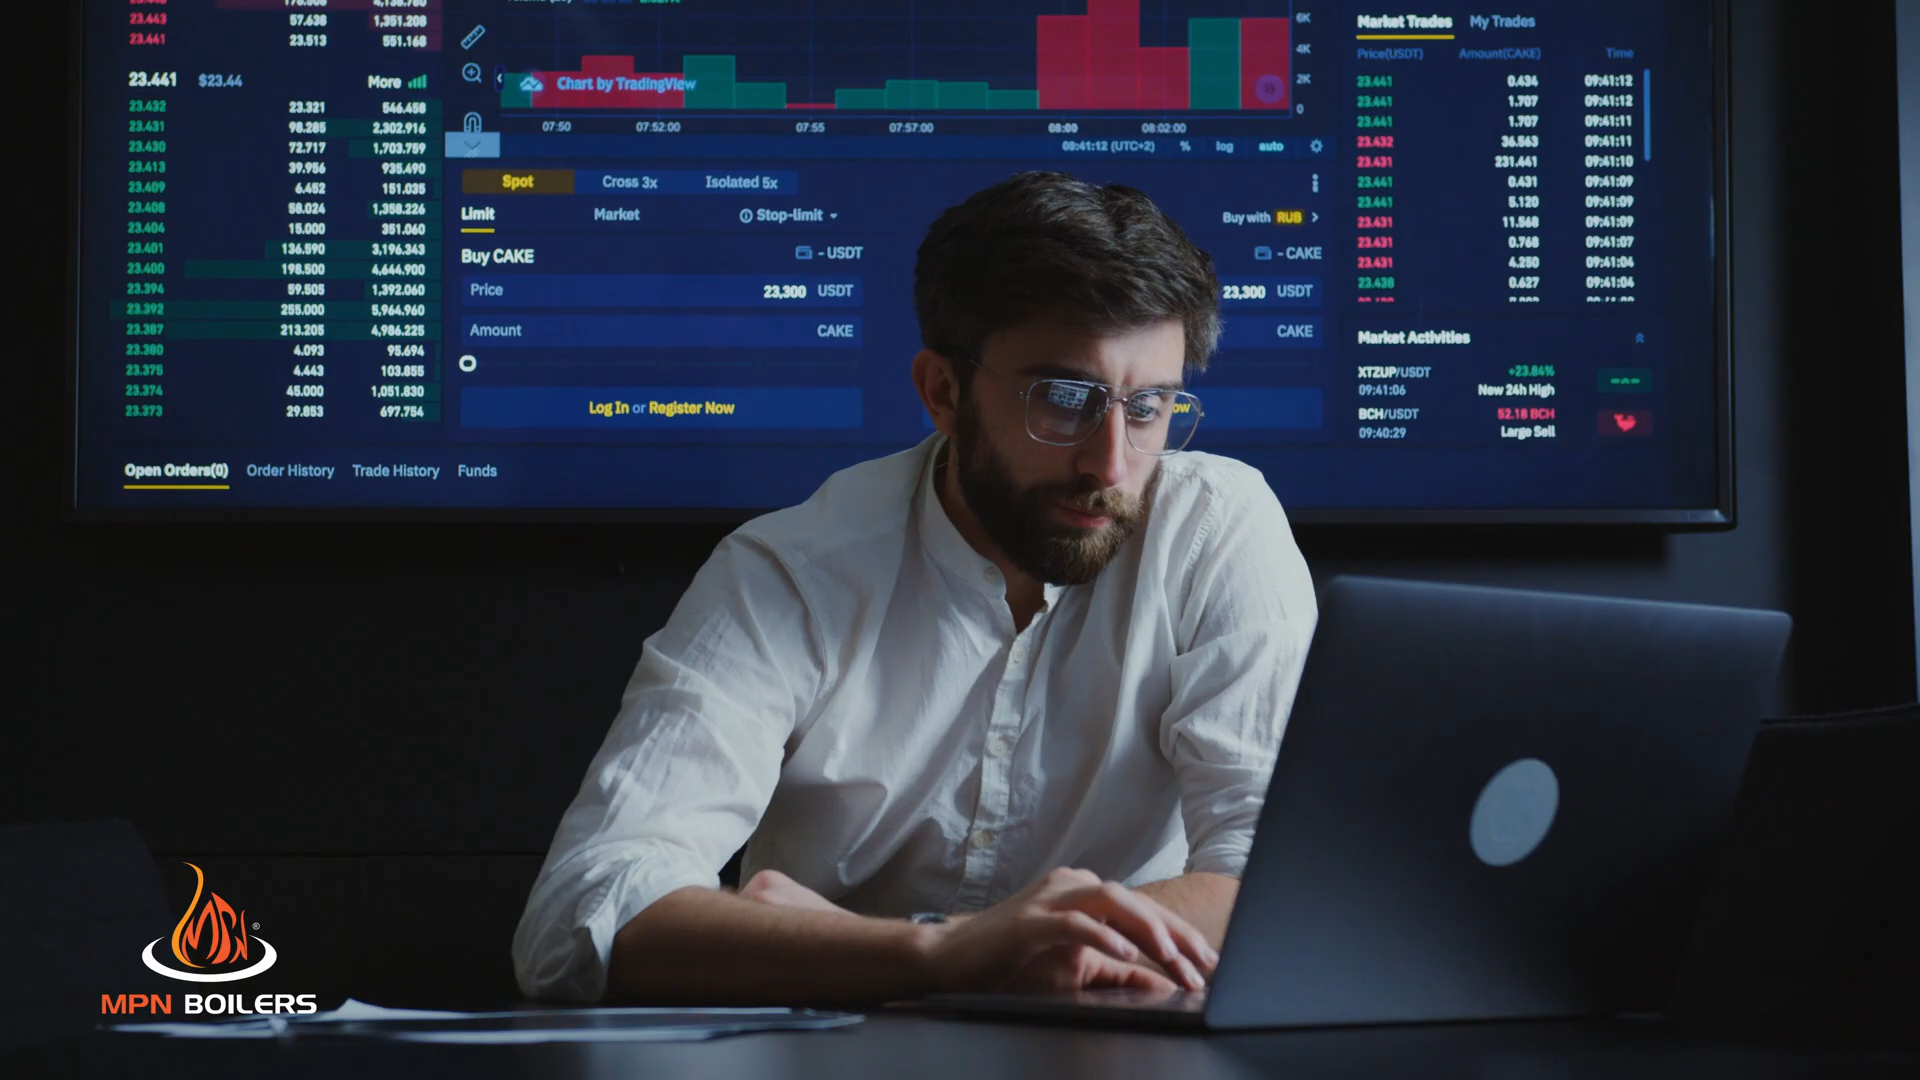 23.443 57.638 1,351.208
23.441 23.513 551.168
23.441 $23.44 More
23.432 23.321 546.458
23.431 98.285 2,302.916
23.430 72.717 1,703.759
23.413 39.956 935.490
23.409 6.452 151.035
23.408 58.024 1,358.226
23.404 15.000 351.060
23.401 136.590 3,196.343
23.400 198.500 4,644.900
23.394 59.505 1,392.060
23.392 255.000 5,964.960
23.387 213.205 4,986.225
23.380 4.093 95.694
23.375 4.443 103.855
23.374 45.000 1,051.830
23.373 29.853 697.754
Open Orders(0) Order History Trade History Funds
6K
4K
2K
0
Chart by TradingView
07:50 07:52:00 07:55 07:57:00 08:00 08:02:00
09:41:12 (UTC+2) % log auto
Spot Cross 3x Isolated 5x
Limit Market Stop-limit
Buy with RUB
Buy CAKE - USDT
- CAKE
Price 23,300 USDT
23,300 USDT
Amount CAKE
CAKE
Log In or Register Now
Market Trades My Trades
Price(USDT) Amount(CAKE) Time
23.441 0.434 09:41:12
23.441 1.707 09:41:12
23.441 1.707 09:41:11
23.432 36.563 09:41:11
23.431 231.441 09:41:10
23.441 0.431 09:41:09
23.441 5.120 09:41:09
23.431 11.568 09:41:09
23.431 0.768 09:41:07
23.431 4.250 09:41:04
23.438 0.627 09:41:04
Market Activities
XTZUP/USDT +23.84%
09:41:06 New 24h High
BCH/USDT 52.18 BCH
09:40:29 Large Sell
MPN ®
MPN BOILERS